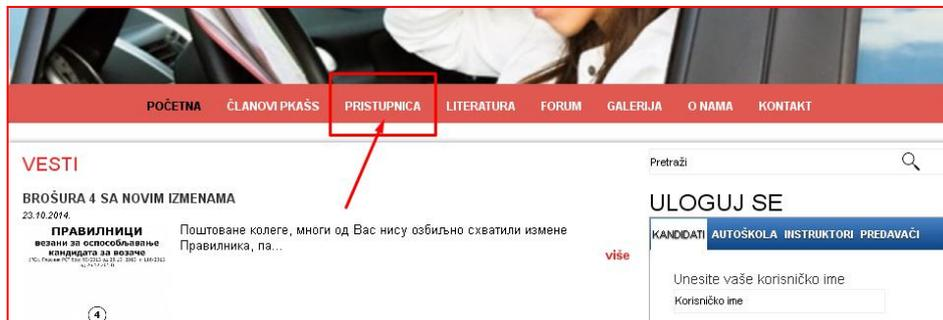 POČETNA ČLANOVI PKAŠS PRISTUPNICA LITERATURA FORUM GALERIJA O NAMA KONTAKT
VESTI
BROŠURA 4 SA NOVIM IZMENAMA
23.10.2014.
ПРАВИЛНИЦИ
везани за оспособљавање
кандидата за возаче
4
Поштоване колеге, многи од Вас нису озбиљно схватили измене
Правилника, па...
više
Pretraži
ULOGUJ SE
KANDIDATI AUTOŠKOLA INSTRUKTORI PREDAVAČI
Unesite vaše korisničko ime
Korisničko ime